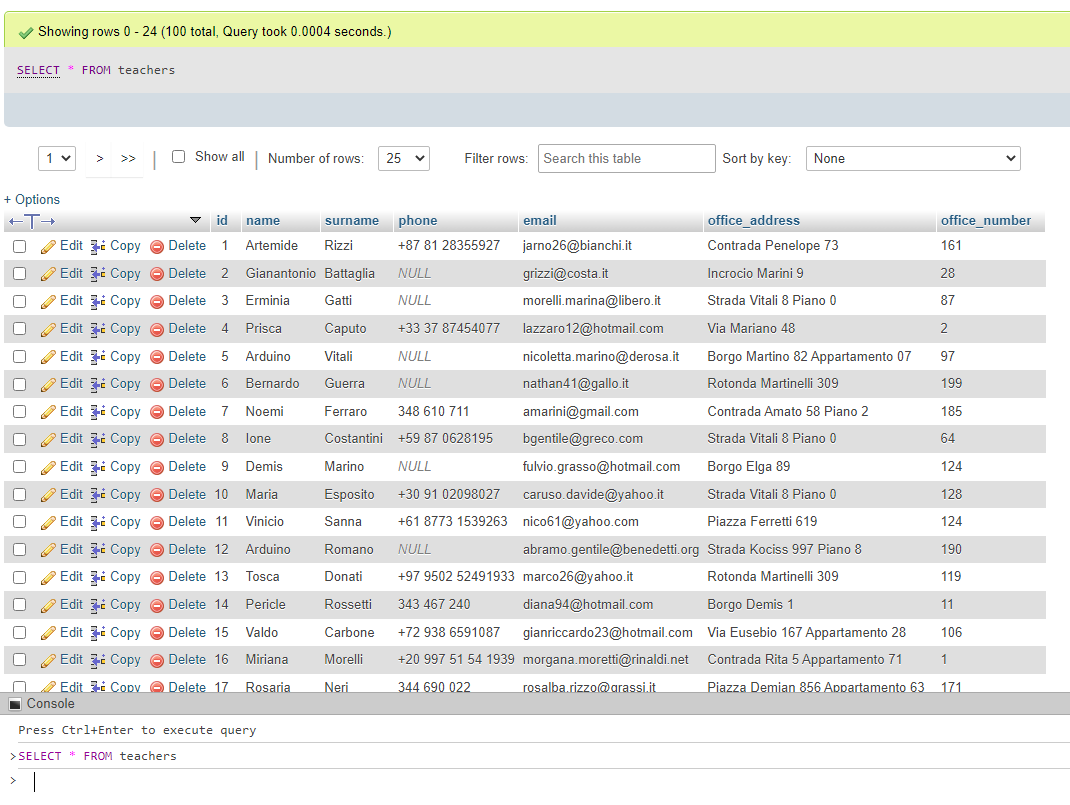 Showing rows 0 - 24 (100 total, Query took 0.0004 seconds.)
SELECT * FROM teachers
1 > >> | Show all | Number of rows: 25 Filter rows: Search this table Sort by key: None
+ Options
←T→ id name surname phone email office_address office_number
Edit Copy Delete 1 Artemide Rizzi +87 81 28355927 jarno26@bianchi.it Contrada Penelope 73 161
Edit Copy Delete 2 Gianantonio Battaglia NULL grizzi@costa.it Incrocio Marini 9 28
Edit Copy Delete 3 Erminia Gatti NULL morelli.marina@libero.it Strada Vitali 8 Piano 0 87
Edit Copy Delete 4 Prisca Caputo +33 37 87454077 lazzaro12@hotmail.com Via Mariano 48 2
Edit Copy Delete 5 Arduino Vitali NULL nicoletta.marino@derosa.it Borgo Martino 82 Appartamento 07 97
Edit Copy Delete 6 Bernardo Guerra NULL nathan41@gallo.it Rotonda Martinelli 309 199
Edit Copy Delete 7 Noemi Ferraro 348 610 711 amarini@gmail.com Contrada Amato 58 Piano 2 185
Edit Copy Delete 8 Ione Costantini +59 87 0628195 bgentile@greco.com Strada Vitali 8 Piano 0 64
Edit Copy Delete 9 Demis Marino NULL fulvio.grasso@hotmail.com Borgo Elga 89 124
Edit Copy Delete 10 Maria Esposito +30 91 02098027 caruso.davide@yahoo.it Strada Vitali 8 Piano 0 128
Edit Copy Delete 11 Vinicio Sanna +61 8773 1539263 nico61@yahoo.com Piazza Ferretti 619 124
Edit Copy Delete 12 Arduino Romano NULL abramo.gentile@benedetti.org Strada Kociss 997 Piano 8 190
Edit Copy Delete 13 Tosca Donati +97 9502 52491933 marco26@yahoo.it Rotonda Martinelli 309 119
Edit Copy Delete 14 Pericle Rossetti 343 467 240 diana94@hotmail.com Borgo Demis 1 11
Edit Copy Delete 15 Valdo Carbone +72 938 6591087 gianriccardo23@hotmail.com Via Eusebio 167 Appartamento 28 106
Edit Copy Delete 16 Miriana Morelli +20 997 51 54 1939 morgana.moretti@rinaldi.net Contrada Rita 5 Appartamento 71 1
Edit Copy Delete 17 Rosaria Neri 344 690 022 rosalba.rizzo@grassi.it Piazza Demian 856 Appartamento 63 171
Console
Press Ctrl+Enter to execute query
>SELECT * FROM teachers
>